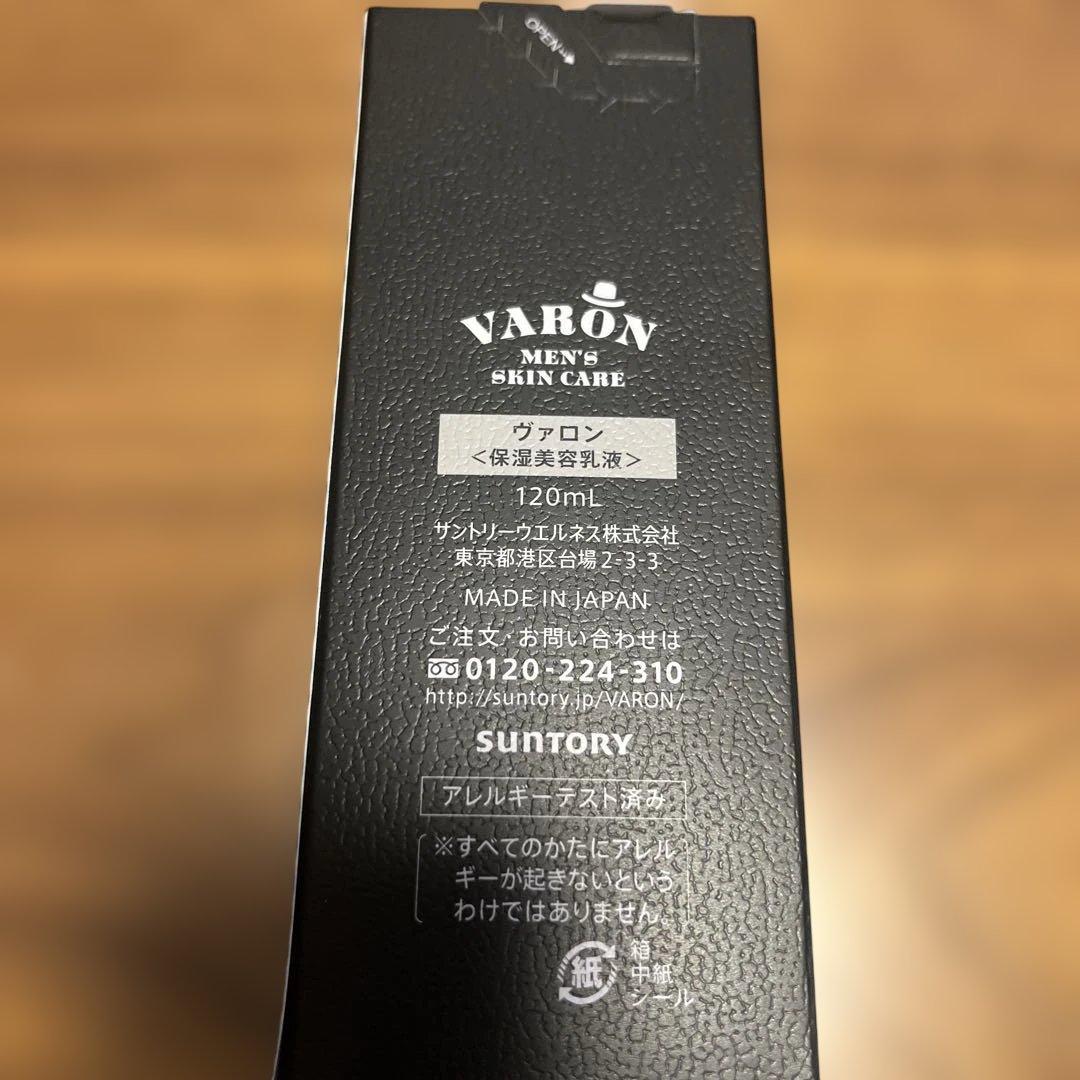 OPEN
VARON
MEN'S
SKIN CARE
ヴァロン
<保湿美容乳液>
120mL
サントリーウエルネス株式会社
東京都港区台場2-3-3
MADE IN JAPAN
ご注文・お問い合わせは
0120-224-310
http://suntory.jp/VARON/
SUNTORY
アレルギーテスト済み
※すべてのかたにアレル
ギーが起きないという
わけではありません。
紙
箱
中紙
シール